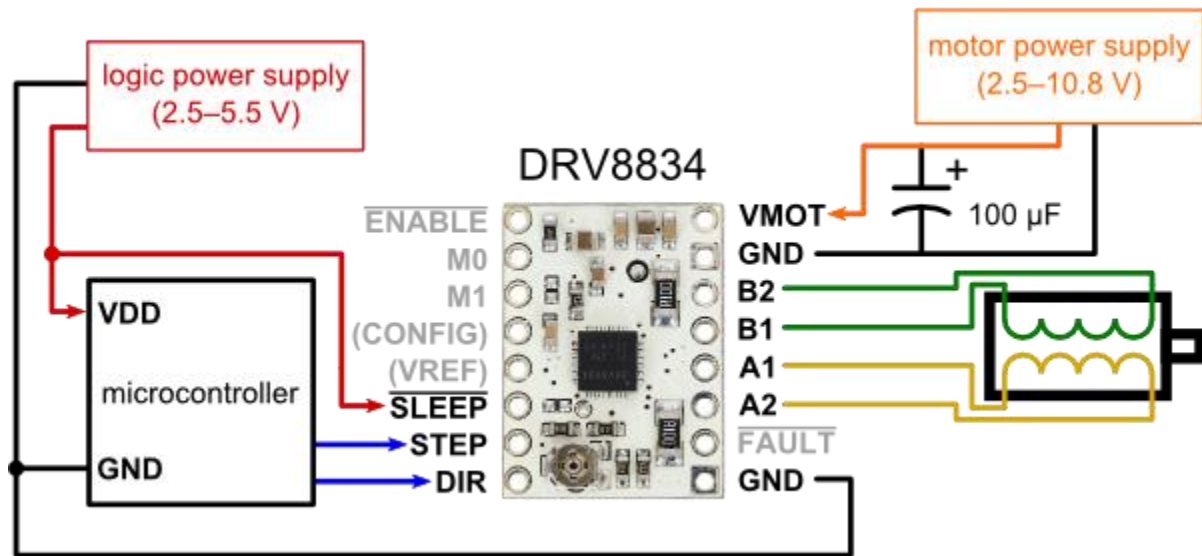 logic power supply
(2.5–5.5 V)
motor power supply
(2.5–10.8 V)
DRV8834
+
100 µF
ENABLE
M0
M1
(CONFIG)
(VREF)
SLEEP
STEP
DIR
VMOT
GND
B2
B1
A1
A2
FAULT
GND
VDD
microcontroller
GND